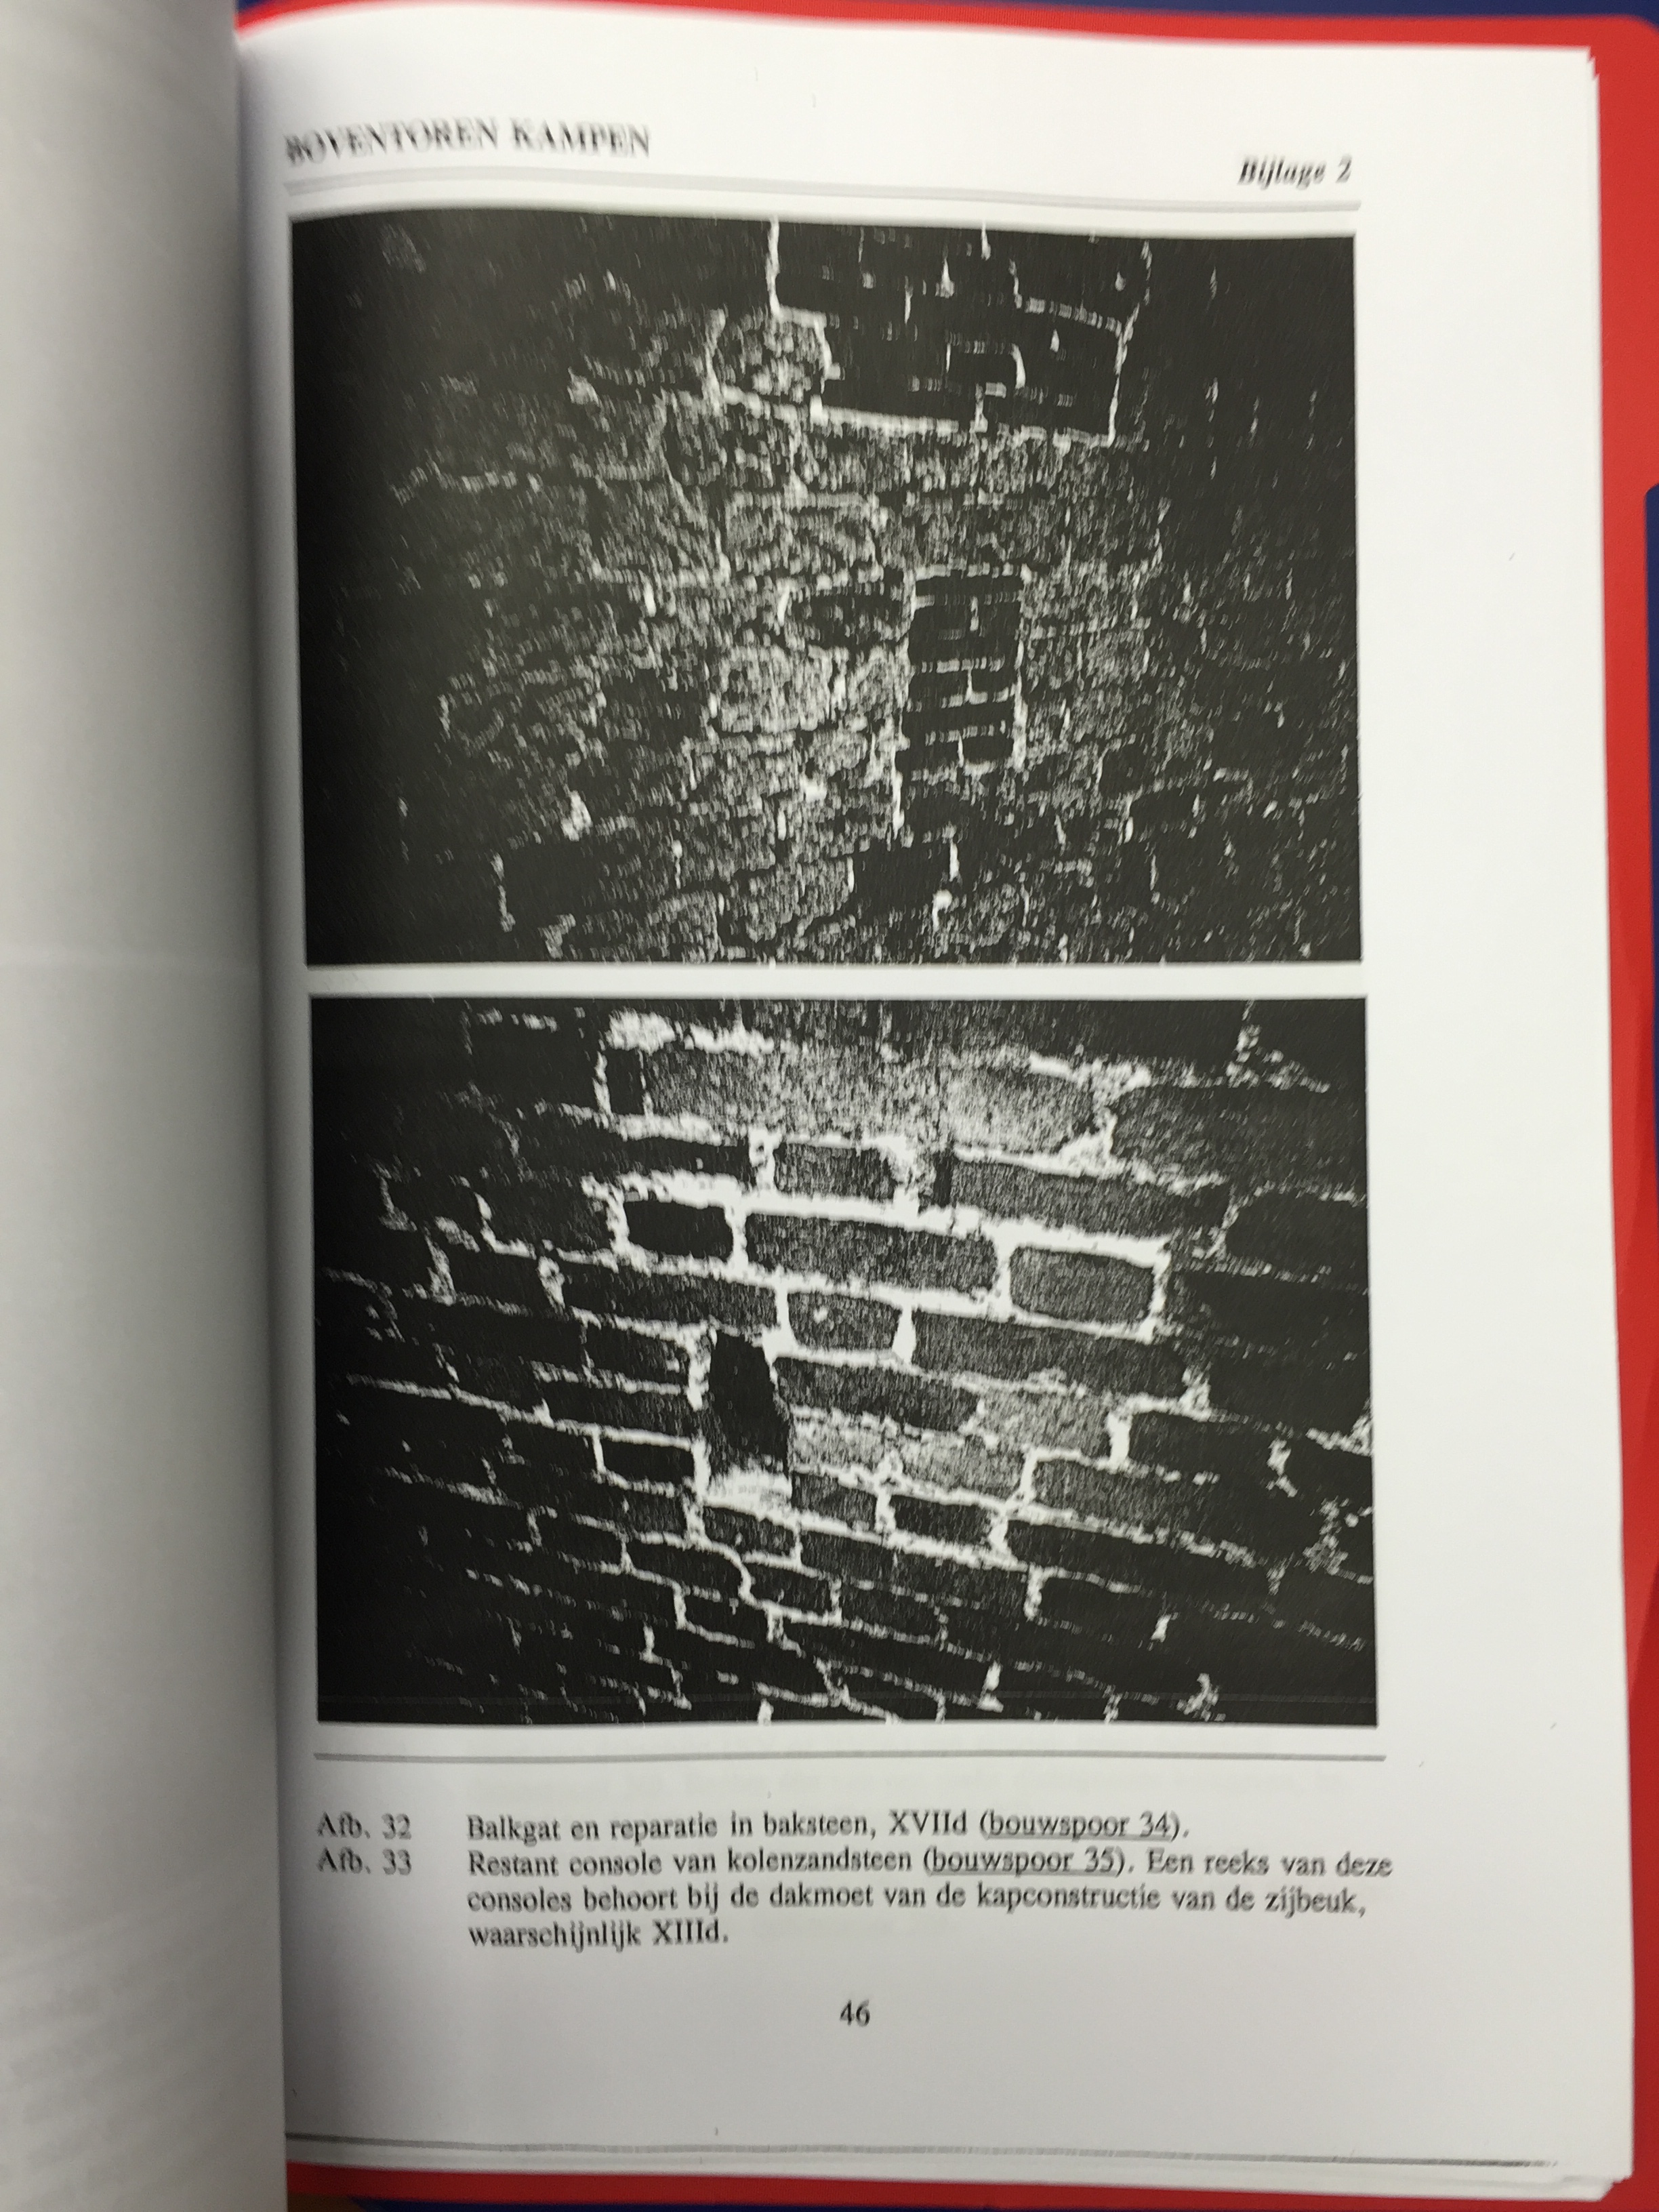 BOVENTOREN KAMPEN
Bijlage 2
Afb. 32 Balkgat en reparatie in baksteen, XVIId (bouwspoor 34).
Afb. 33 Restant console van kolenzandsteen (bouwspoor 35). Een reeks van deze
consoles behoort bij de dakmoet van de kapconstructie van de zijbeuk,
waarschijnlijk XIIId.
46